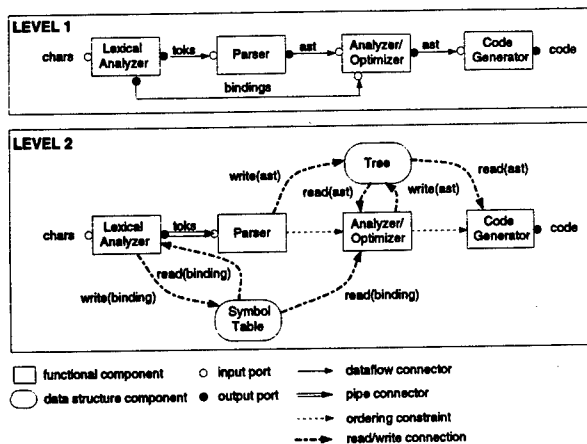 LEVEL 1
chars
Lexical
Analyzer
toks
Parser
ast
Analyzer/
Optimizer
ast
Code
Generator
code
bindings
LEVEL 2
Tree
write(ast)
read(ast)
write(ast)
read(ast)
chars
Lexical
Analyzer
toks
Parser
Analyzer/
Optimizer
Code
Generator
code
read(binding)
write(binding)
read(binding)
Symbol
Table
functional component
input port
dataflow connector
data structure component
output port
pipe connector
ordering constraint
read/write connection